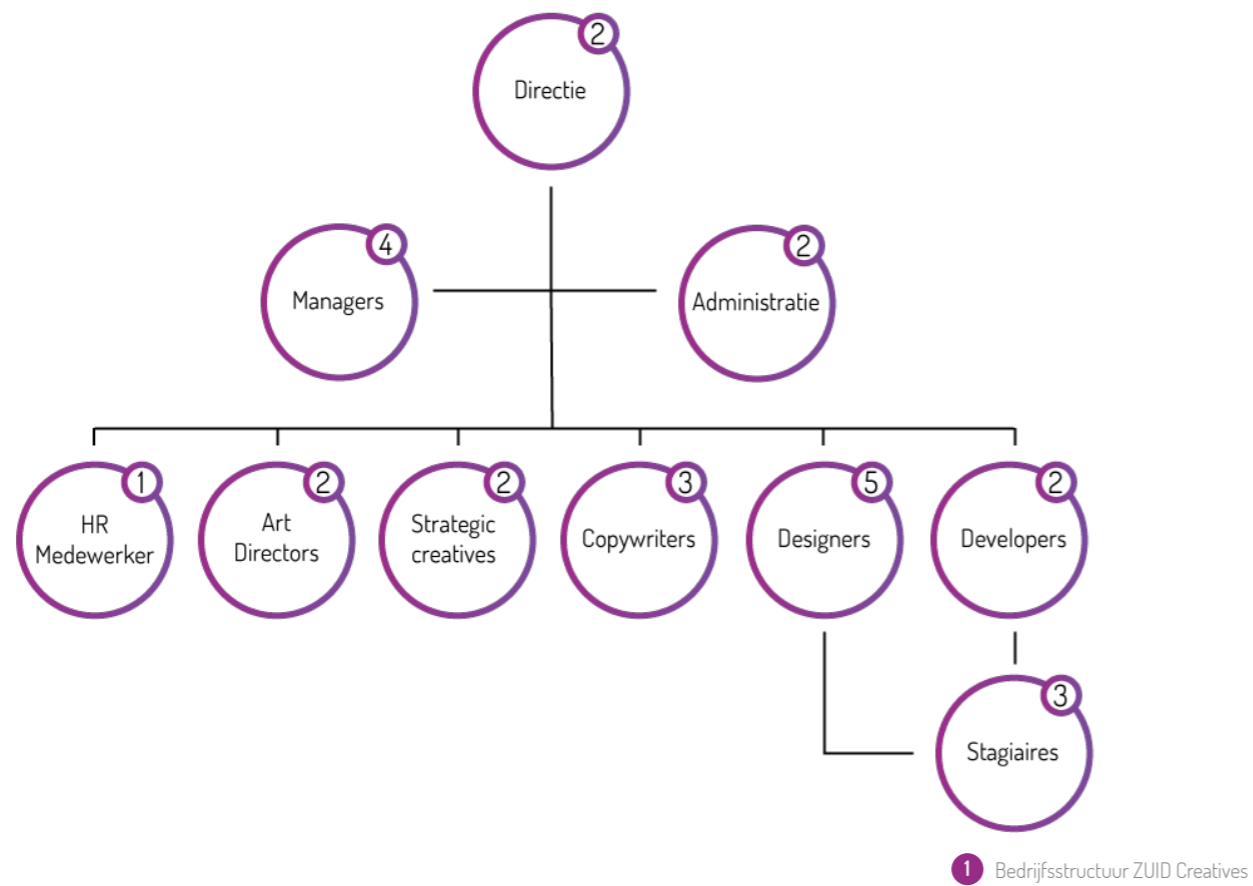 2
Directie
4
Managers
2
Administratie
1
HR
Medewerker
2
Art
Directors
2
Strategic
creatives
3
Copywriters
5
Designers
2
Developers
3
Stagiaires
1 Bedrijfsstructuur ZUID Creatives